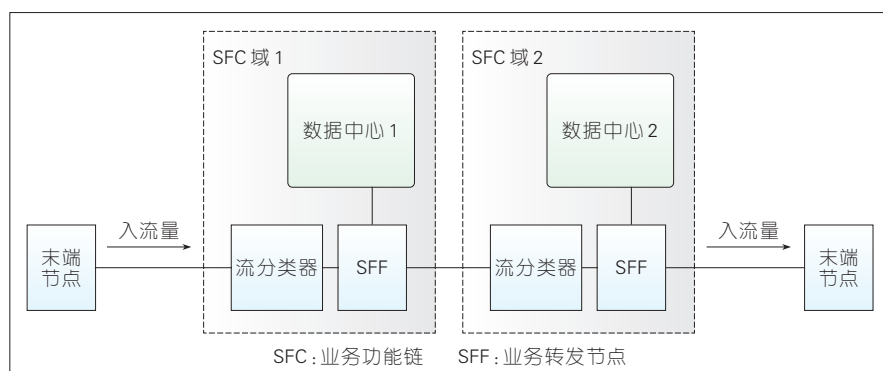 SFC 域 1
SFC 域 2
数据中心 1
数据中心 2
入流量
入流量
末端
节点
流分类器
SFF
流分类器
SFF
末端
节点
SFC：业务功能链 SFF：业务转发节点